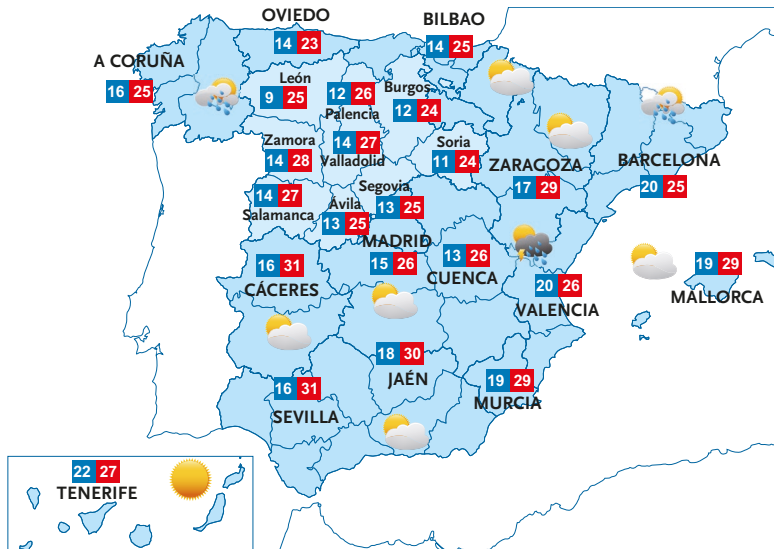 OVIEDO
14 23
BILBAO
14 25
A CORUÑA
16 25
León
9 25
12 26
Palencia
Burgos
12 24
Zamora
14 28
14 27
Valladolid
Soria
11 24
ZARAGOZA
17 29
BARCELONA
20 25
14 27
Salamanca
Ávila
13 25
Segovia
13 25
MADRID
15 26
13 26
CUENCA
16 31
CÁCERES
20 26
VALENCIA
19 29
MALLORCA
18 30
JAÉN
16 31
SEVILLA
19 29
MURCIA
22 27
TENERIFE